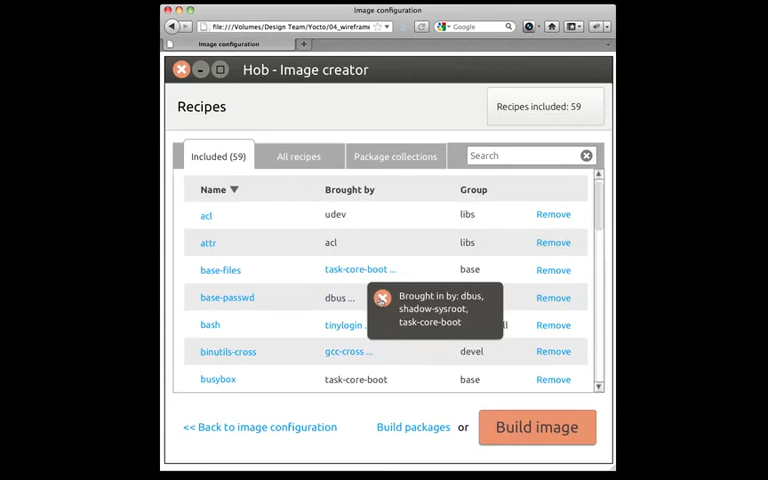 Image configuration
file:///Volumes/Design Team/Yocto/04_wireframe
Google
Image configuration
Hob - Image creator
Recipes
Recipes included: 59
Included (59)
All recipes
Package collections
Search
Name Brought by Group
acl udev libs Remove
attr acl libs Remove
base-files task-core-boot ... base Remove
base-passwd dbus ... Remove
Brought in by: dbus,
shadow-sysroot,
task-core-boot
bash tinylogin ll Remove
binutils-cross gcc-cross ... devel Remove
busybox task-core-boot base Remove
<< Back to image configuration
Build packages or
Build image